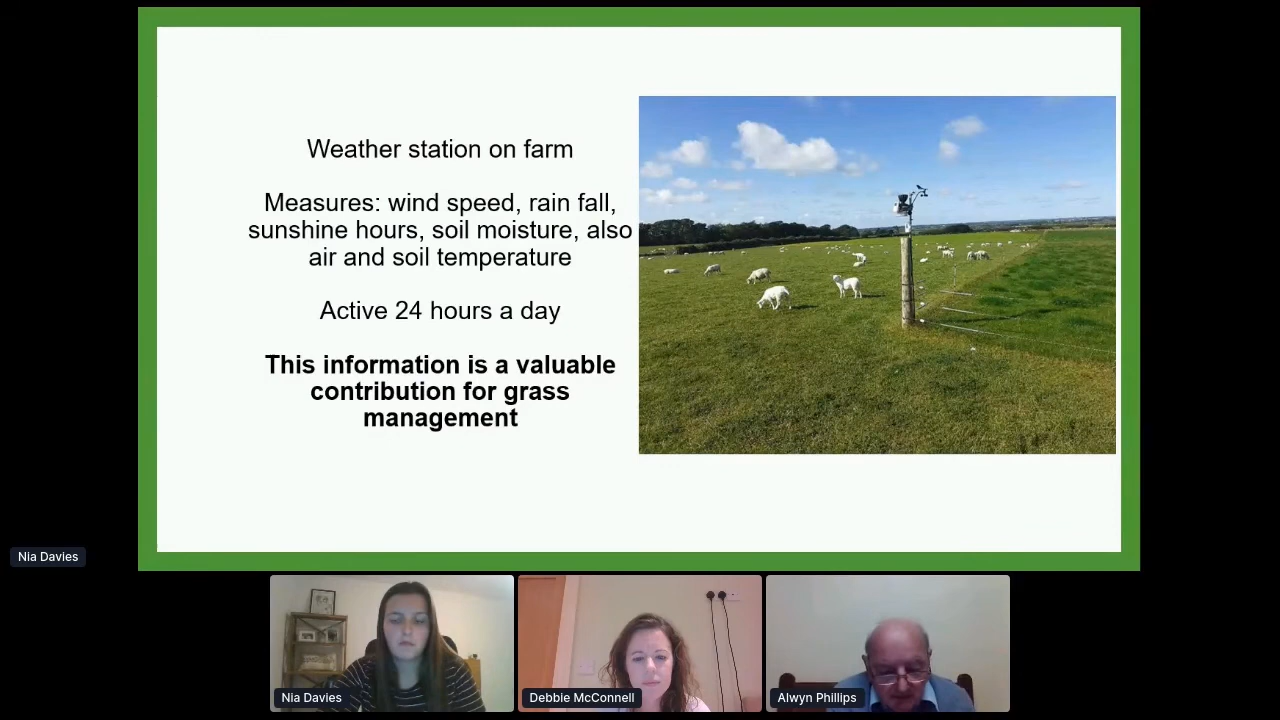 Weather station on farm
Measures: wind speed, rain fall,
sunshine hours, soil moisture, also
air and soil temperature
Active 24 hours a day
This information is a valuable
contribution for grass
management
Nia Davies
Nia Davies
Debbie McConnell
Alwyn Phillips